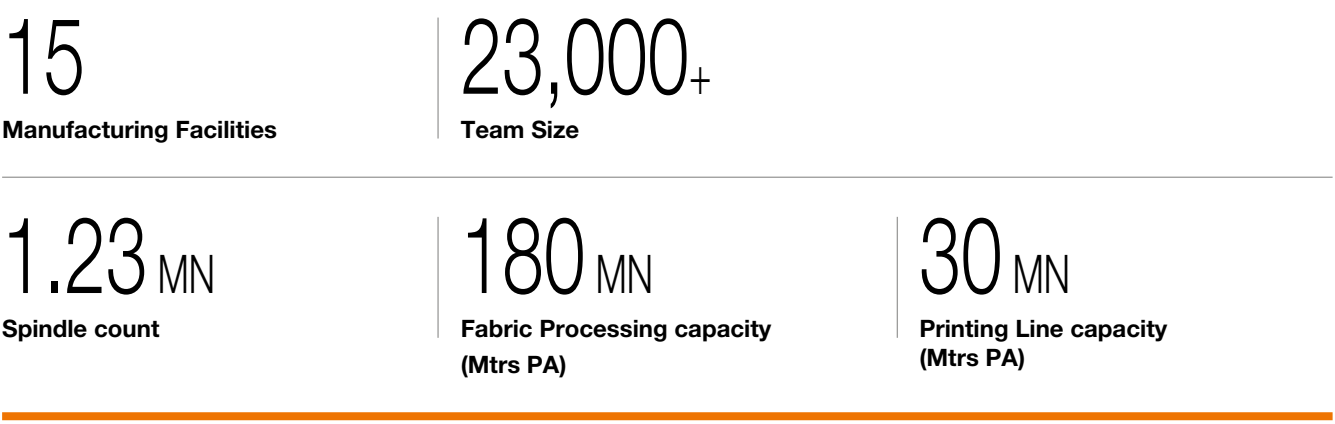 15
Manufacturing Facilities
23,000+
Team Size
1.23 MN
Spindle count
180 MN
Fabric Processing capacity
(Mtrs PA)
30 MN
Printing Line capacity
(Mtrs PA)